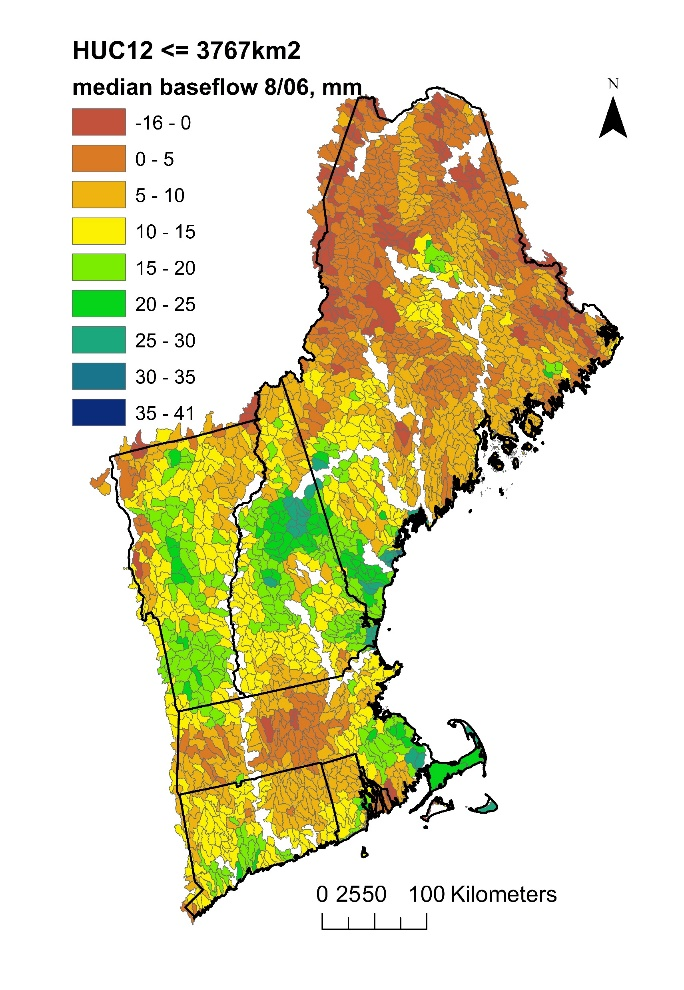 HUC12 <= 3767km2
median baseflow 8/06, mm
-16 - 0
0 - 5
5 - 10
10 - 15
15 - 20
20 - 25
25 - 30
30 - 35
35 - 41
N
0 2550 100 Kilometers